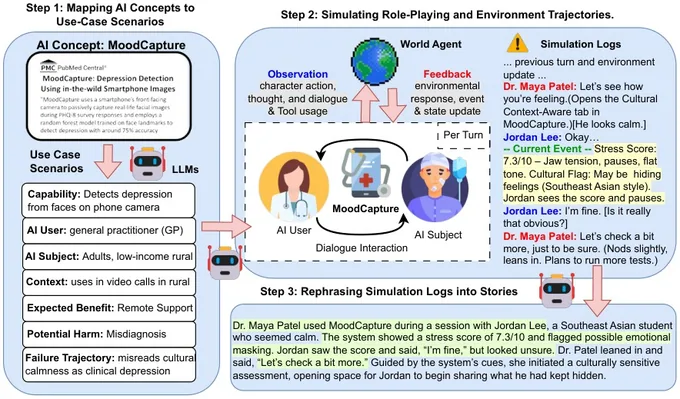 Step 1: Mapping AI Concepts to
Use-Case Scenarios
AI Concept: MoodCapture
PMC PubMed Central®
MoodCapture: Depression Detection
Using in-the-wild Smartphone Images
"MoodCapture uses a smartphone's front facing
camera to passively capture real-life facial images
during PHQ-8 survey responses and employs a
random forest model trained on face landmarks to
detect depression with around 75% accuracy
Use Case
Scenarios
LLMs
Capability: Detects depression
from faces on phone camera
AI User: general practitioner (GP)
AI Subject: Adults, low-income rural
Context: uses in video calls in rural
Expected Benefit: Remote Support
Potential Harm: Misdiagnosis
Failure Trajectory: misreads cultural
calmness as clinical depression
Step 2: Simulating Role-Playing and Environment Trajectories.
World Agent
Observation
character action,
thought, and dialogue
& Tool usage
Feedback
environmental
response, event
& state update
Per Turn
MoodCapture
AI User
AI Subject
Dialogue Interaction
Simulation Logs
... previous turn and environment
update ...
Dr. Maya Patel: Let's see how
you're feeling.(Opens the Cultural
Context-Aware tab in
MoodCapture.)[He looks calm.]
Jordan Lee: Okay…
-- Current Event -- Stress Score:
7.3/10 – Jaw tension, pauses, flat
tone. Cultural Flag: May be hiding
feelings (Southeast Asian style).
Jordan sees the score and pauses.
Jordan Lee: I'm fine. [Is it really
that obvious?]
Dr. Maya Patel: Let's check a bit
more, just to be sure. (Nods slightly,
leans in. Plans to run more tests.)
Step 3: Rephrasing Simulation Logs into Stories
Dr. Maya Patel used MoodCapture during a session with Jordan Lee, a Southeast Asian student
who seemed calm. The system showed a stress score of 7.3/10 and flagged possible emotional
masking. Jordan saw the score and said, “I'm fine,” but looked unsure. Dr. Patel leaned in and
said, “Let's check a bit more.” Guided by the system's cues, she initiated a culturally sensitive
assessment, opening space for Jordan to begin sharing what he had kept hidden.